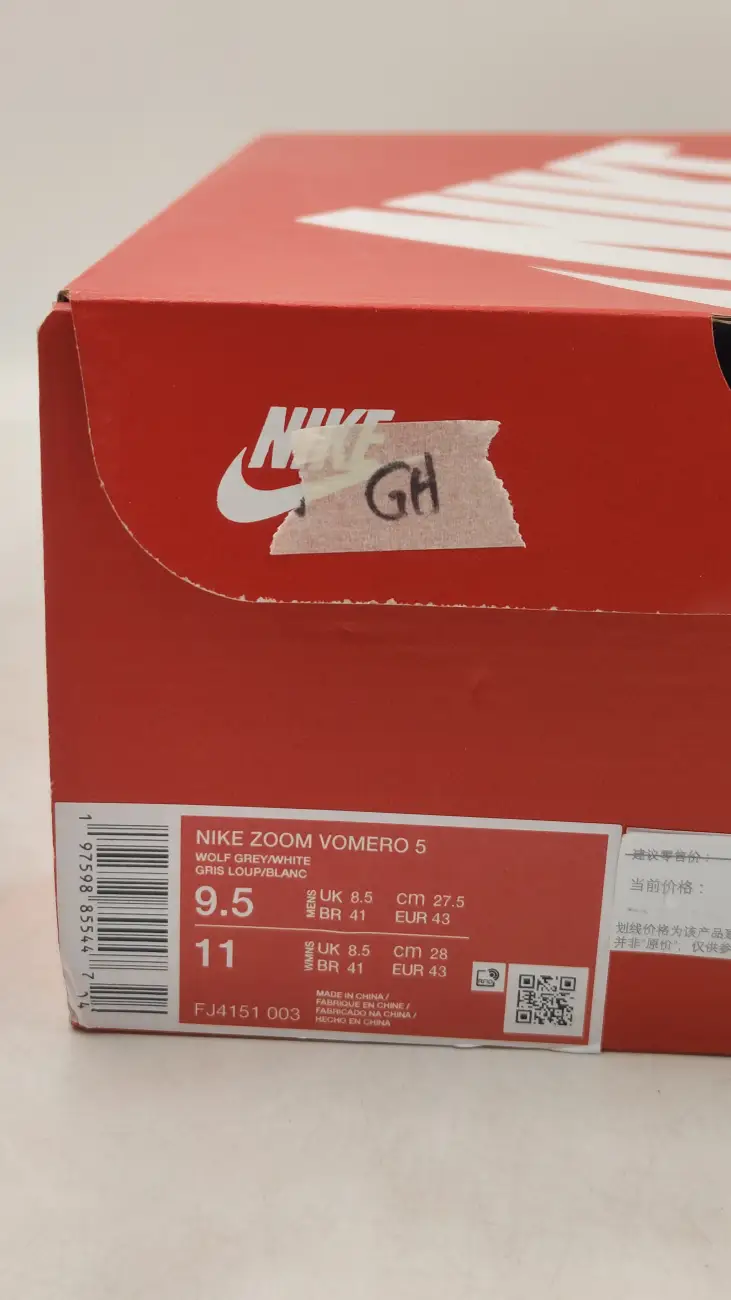 NIKE
GH
1 97598 85544 7 14
NIKE ZOOM VOMERO 5
WOLF GREY/WHITE
GRIS LOUP/BLANC
9.5
MENS
UK 8.5 cm 27.5
BR 41 EUR 43
11
WMNS
UK 8.5 cm 28
BR 41 EUR 43
FJ4151 003
MADE IN CHINA /
FABRIQUE EN CHINE /
FABRICADO NA CHINA /
HECHO EN CHINA
RFID
建议零售价：
当前价格：
划线价格为该产品
并非“原价”，仅供参